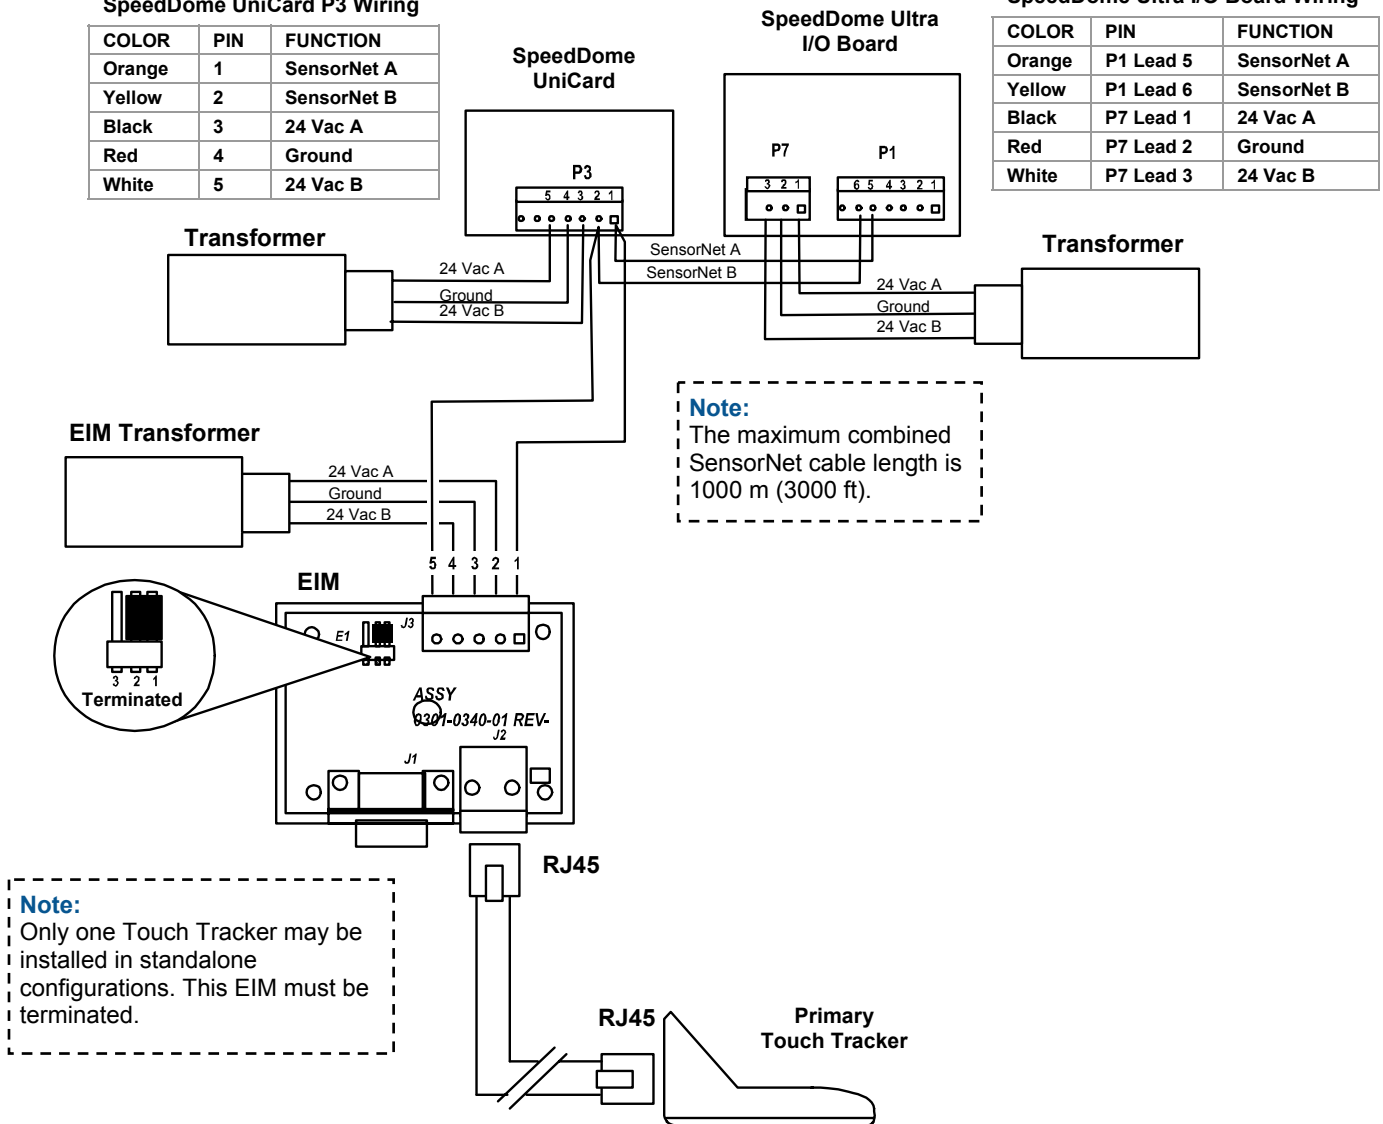 SpeedDome UniCard P3 Wiring
COLOR PIN FUNCTION
Orange 1 SensorNet A
Yellow 2 SensorNet B
Black 3 24 Vac A
Red 4 Ground
White 5 24 Vac B
SpeedDome
UniCard
P3
5 4 3 2 1
SpeedDome Ultra
I/O Board
P7
P1
3 2 1
6 5 4 3 2 1
SpeedDome Ultra I/O Board Wiring
COLOR PIN FUNCTION
Orange P1 Lead 5 SensorNet A
Yellow P1 Lead 6 SensorNet B
Black P7 Lead 1 24 Vac A
Red P7 Lead 2 Ground
White P7 Lead 3 24 Vac B
Transformer
24 Vac A
Ground
24 Vac B
SensorNet A
SensorNet B
Transformer
24 Vac A
Ground
24 Vac B
Note:
The maximum combined
SensorNet cable length is
1000 m (3000 ft).
EIM Transformer
24 Vac A
Ground
24 Vac B
5 4 3 2 1
EIM
J3
E1
3 2 1
Terminated
ASSY
0301-0340-01 REV-
J2
J1
RJ45
Note:
Only one Touch Tracker may be
installed in standalone
configurations. This EIM must be
terminated.
RJ45
Primary
Touch Tracker